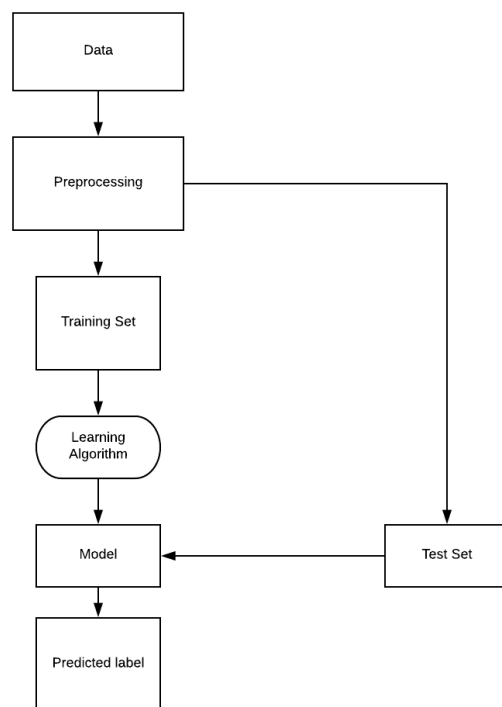 Data
Preprocessing
Training Set
Learning
Algorithm
Model
Test Set
Predicted label